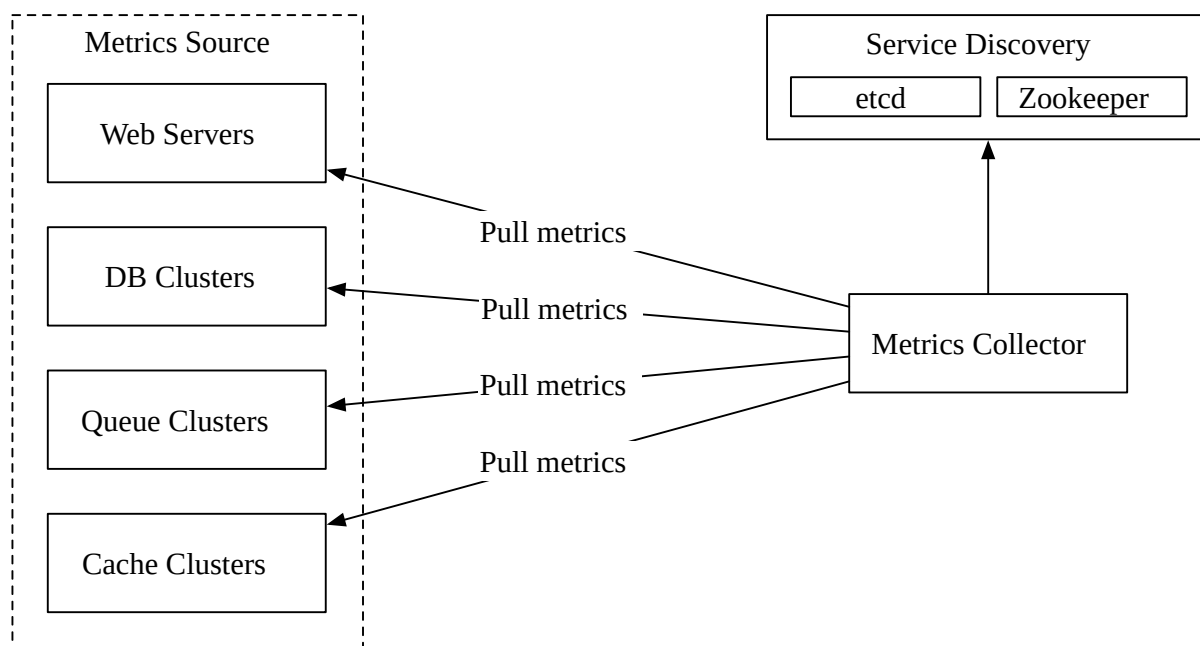 Metrics Source
Web Servers
DB Clusters
Queue Clusters
Cache Clusters
Pull metrics
Pull metrics
Pull metrics
Pull metrics
Service Discovery
etcd
Zookeeper
Metrics Collector